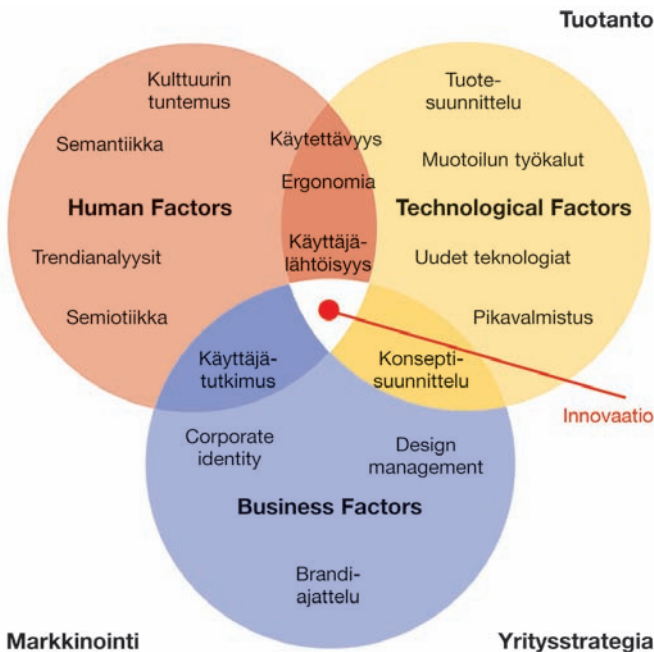 Tuotanto
Kulttuurin
tuntemus
Semantiikka
Human Factors
Trendianalyysit
Semiotiikka
Käytettävyys
Ergonomia
Käyttäjä-
lähtöisyys
Tuote-
suunnittelu
Muotoilun työkalut
Technological Factors
Uudet teknologiat
Pikavalmistus
Käyttäjä-
tutkimus
Konsepti-
suunnittelu
Innovaatio
Corporate
identity
Design
management
Business Factors
Brandi-
ajattelu
Markkinointi
Yritysstrategia